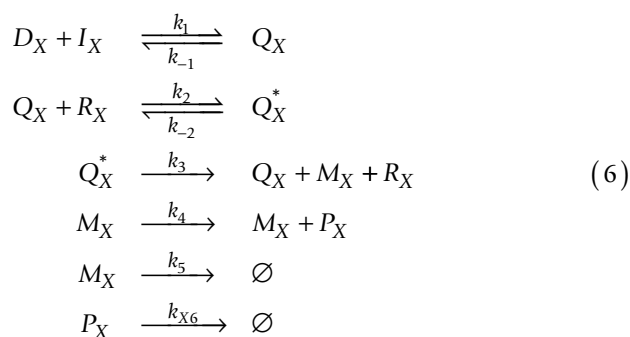 D_X + I_X ⇌ Q_X (k_1, k_{-1})
Q_X + R_X ⇌ Q_X^* (k_2, k_{-2})
Q_X^* —k_3→ Q_X + M_X + R_X (6)
M_X —k_4→ M_X + P_X
M_X —k_5→ ∅
P_X —k_{X6}→ ∅